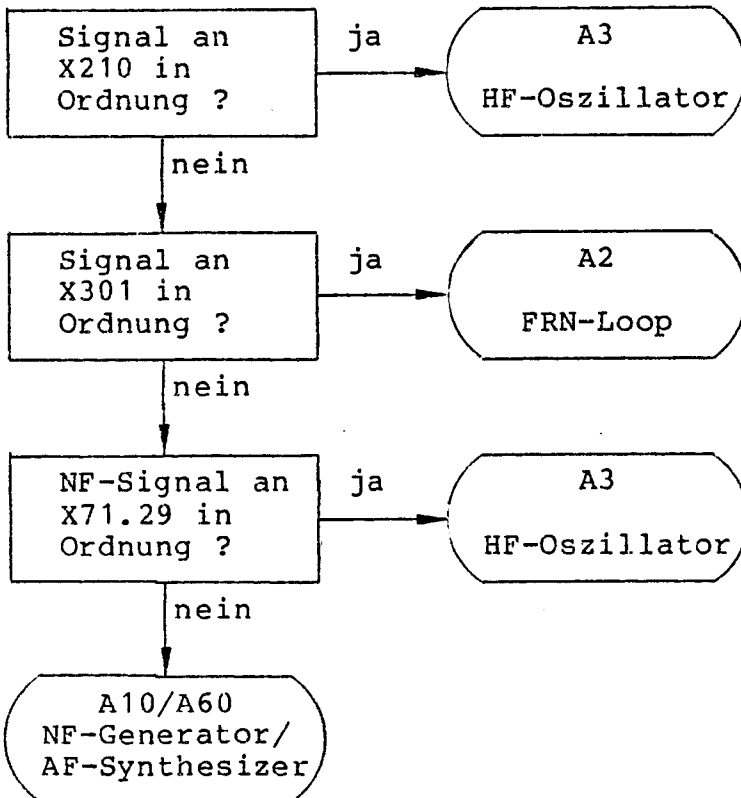 Signal an
X210 in
Ordnung ?
ja
A3
HF-Oszillator
nein
Signal an
X301 in
Ordnung ?
ja
A2
FRN-Loop
nein
NF-Signal an
X71.29 in
Ordnung ?
ja
A3
HF-Oszillator
nein
A10/A60
NF-Generator/
AF-Synthesizer